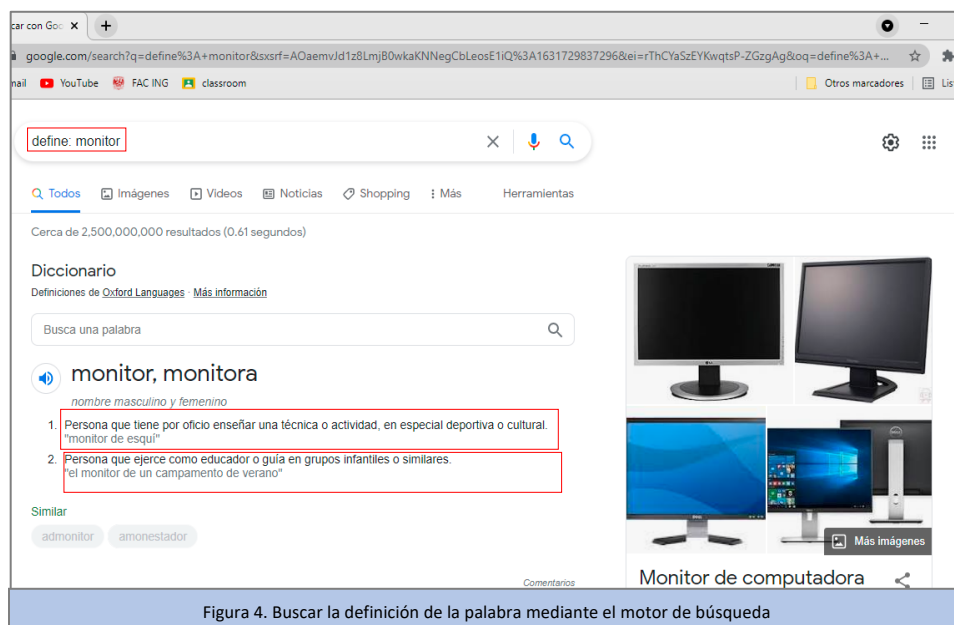 car con Goo
google.com/search?q=define%3A+monitor&sxsrf=AOaemvJd1z8LmjB0wkaKNNegCbLeosE1iQ%3A1631729837296&ei=rThCYaSzEYKwqtsP-ZGzgAg&oq=define%3A+...
mail YouTube FAC ING classroom Otros marcadores List
define: monitor
Todos Imágenes Videos Noticias Shopping Más Herramientas
Cerca de 2,500,000,000 resultados (0.61 segundos)
Diccionario
Definiciones de Oxford Languages · Más información
Busca una palabra
monitor, monitora
nombre masculino y femenino
1. Persona que tiene por oficio enseñar una técnica o actividad, en especial deportiva o cultural.
"monitor de esquí"
2. Persona que ejerce como educador o guía en grupos infantiles o similares.
"el monitor de un campamento de verano"
Similar
admonitor amonestador
Comentarios
Más imágenes
Monitor de computadora
Figura 4. Buscar la definición de la palabra mediante el motor de búsqueda